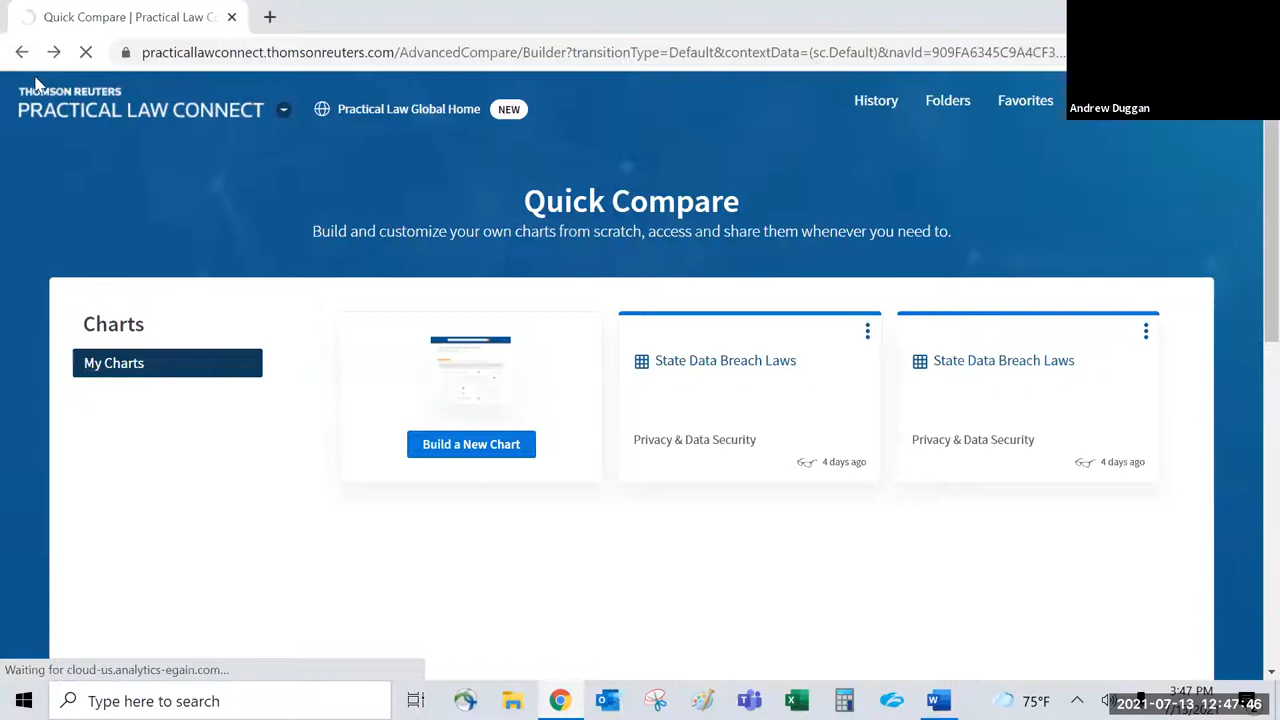 Quick Compare | Practical Law Co
practicallawconnect.thomsonreuters.com/AdvancedCompare/Builder?transitionType=Default&contextData=(sc.Default)&navId=909FA6345C9A4CF3...
Andrew Duggan
THOMSON REUTERS
PRACTICAL LAW CONNECT
Practical Law Global Home
NEW
History
Folders
Favorites
Quick Compare
Build and customize your own charts from scratch, access and share them whenever you need to.
Charts
My Charts
Build a New Chart
State Data Breach Laws
Privacy & Data Security
4 days ago
State Data Breach Laws
Privacy & Data Security
4 days ago
Waiting for cloud-us.analytics-egain.com...
Type here to search
75°F
3:47 PM
2021-07-13 12:47:46